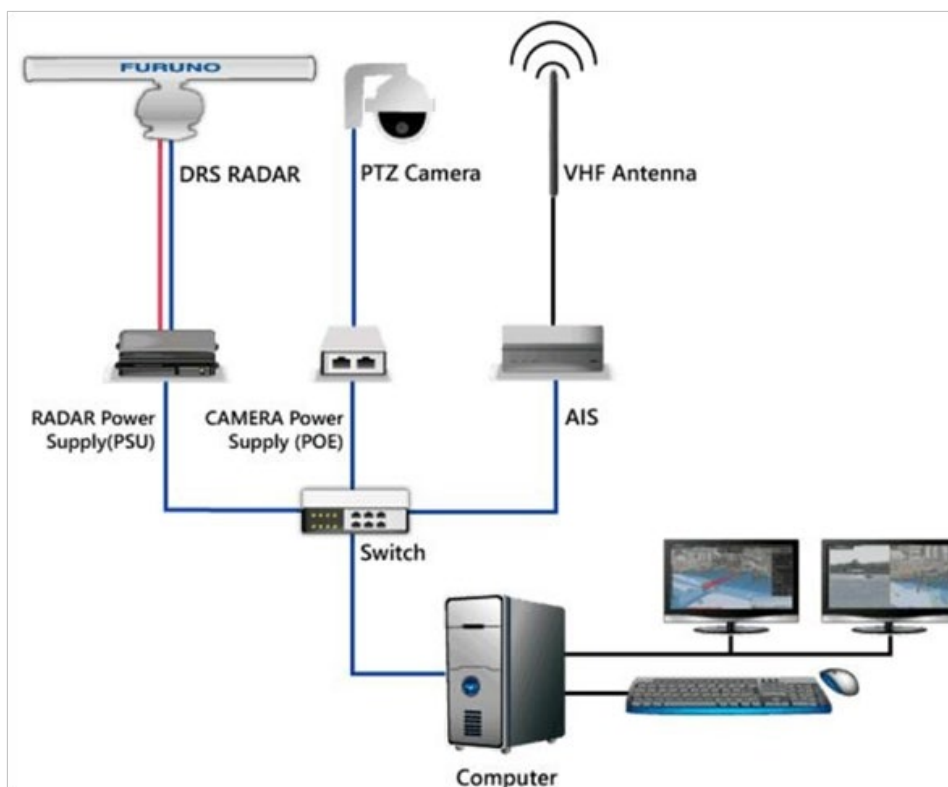 FURUNO
DRS RADAR
PTZ Camera
VHF Antenna
RADAR Power
Supply(PSU)
CAMERA Power
Supply (POE)
AIS
Switch
Computer